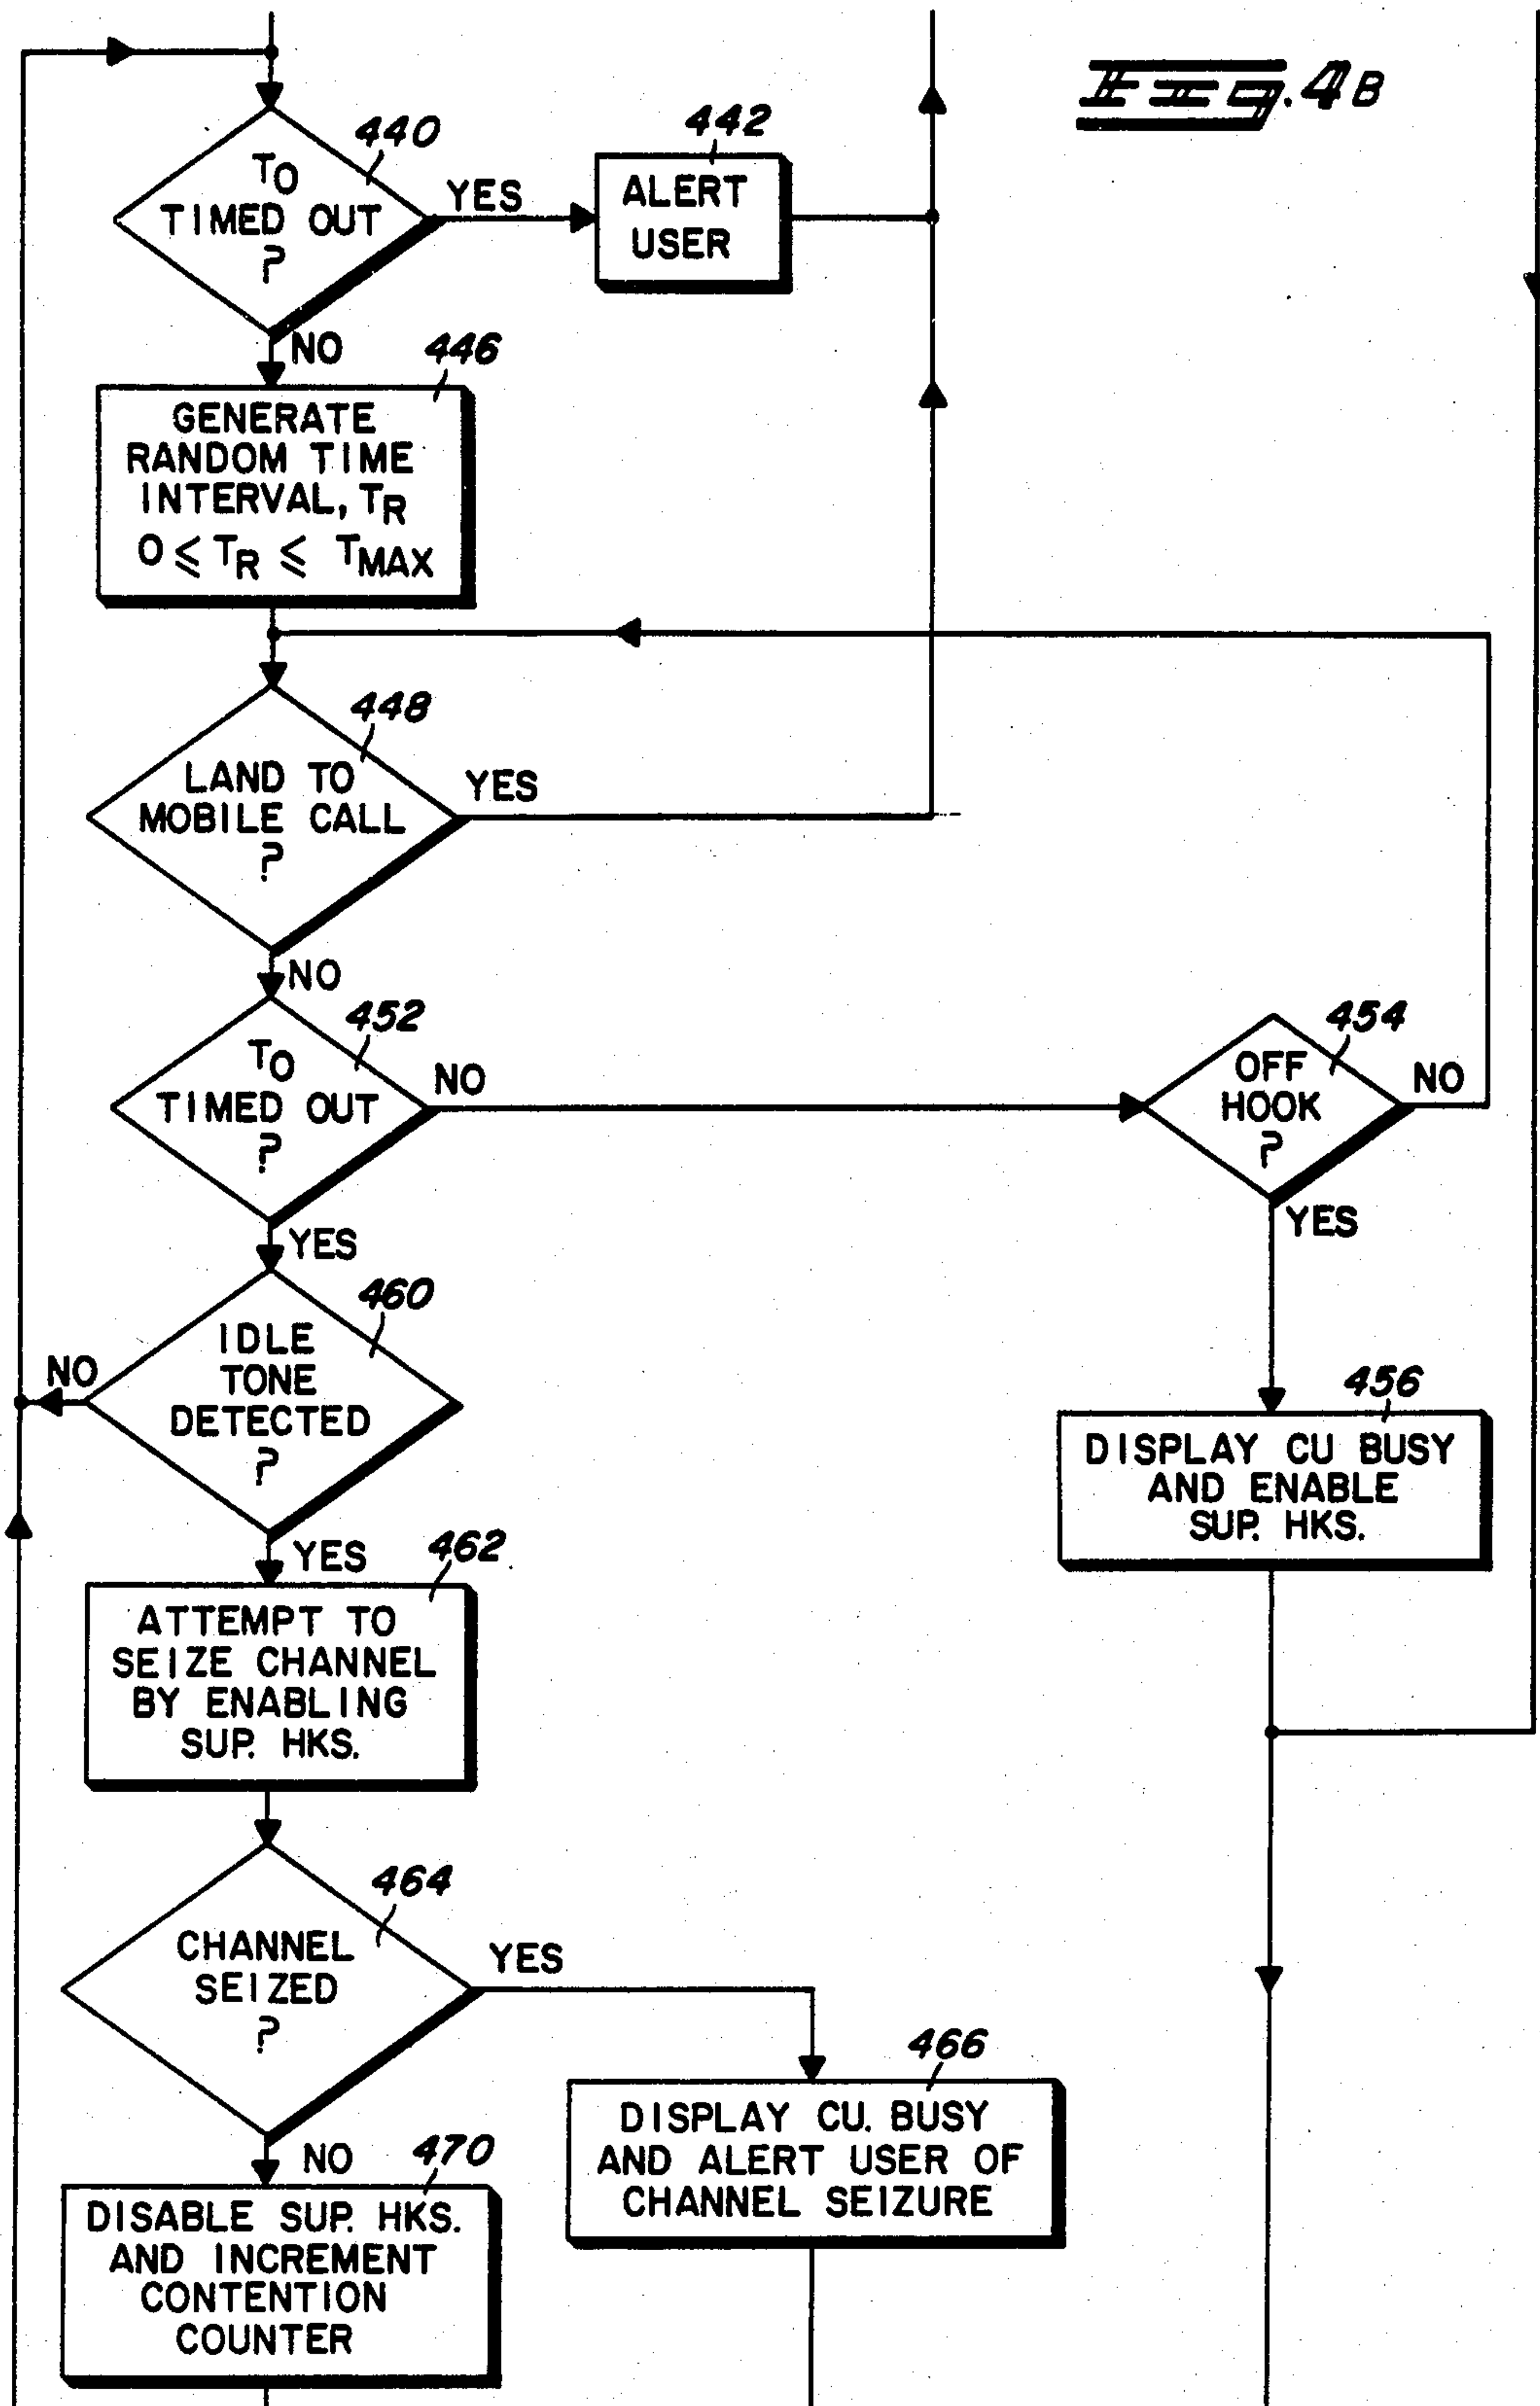 Fig. 4B
440
TO
TIMED OUT
?
YES
442
ALERT
USER
NO
446
GENERATE
RANDOM TIME
INTERVAL, TR
0 ≤ TR ≤ TMAX
448
LAND TO
MOBILE CALL
?
YES
NO
452
TO
TIMED OUT
?
NO
454
OFF
HOOK
?
NO
YES
YES
460
IDLE
TONE
DETECTED
?
NO
456
DISPLAY CU BUSY
AND ENABLE
SUP. HKS.
YES
462
ATTEMPT TO
SEIZE CHANNEL
BY ENABLING
SUP. HKS.
464
CHANNEL
SEIZED
?
YES
466
DISPLAY CU. BUSY
AND ALERT USER OF
CHANNEL SEIZURE
NO
470
DISABLE SUP. HKS.
AND INCREMENT
CONTENTION
COUNTER